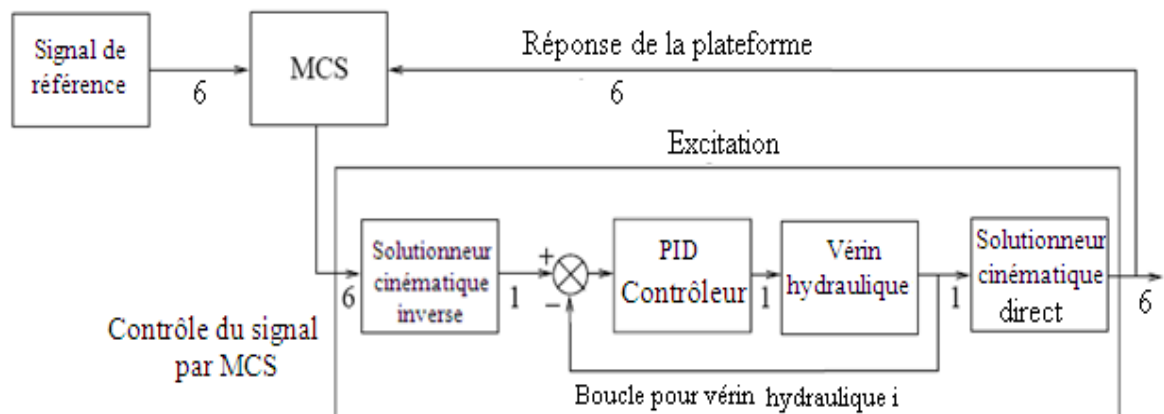 Signal de
référence
6
MCS
Réponse de la plateforme
6
Excitation
Contrôle du signal
par MCS
6
Solutionneur
cinématique
inverse
1
+
−
PID
Contrôleur
1
Vérin
hydraulique
1
Solutionneur
cinématique
direct
6
Boucle pour vérin hydraulique i